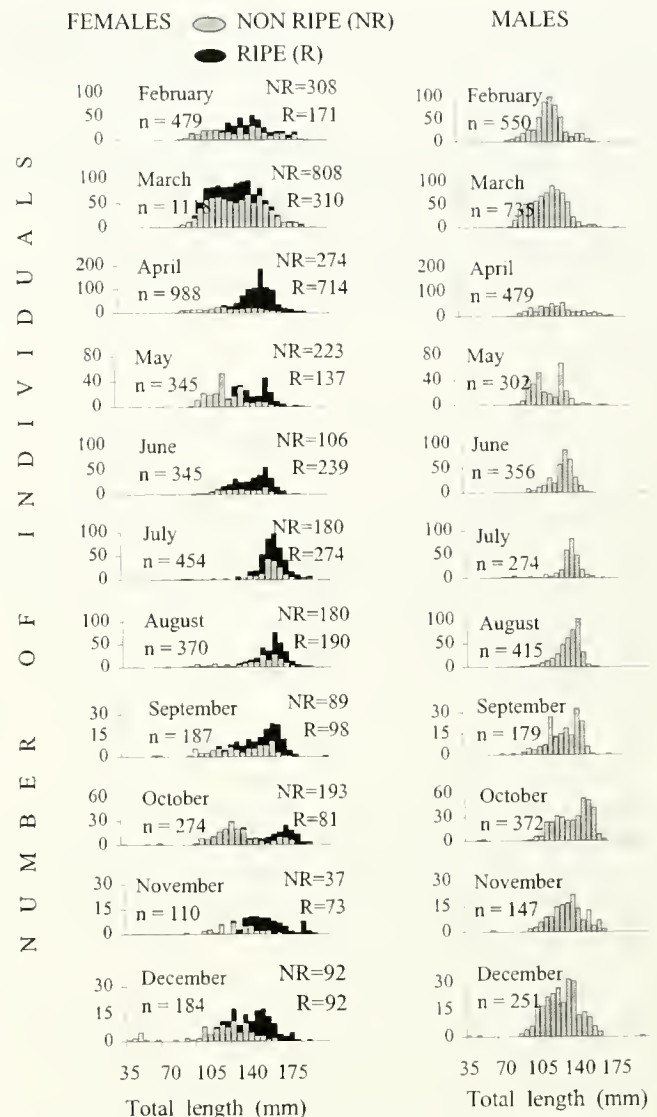 FEMALES NON RIPE (NR) MALES
RIPE (R)
NUMBER OF INDIVIDUALS
100 February NR=308
50 n = 479 R=171
0
100 February
50 n = 550
0
100 March NR=808
50 n = 11 R=310
0
100 March
50 n = 735
0
200 April NR=274
100 n = 988 R=714
0
200 April
100 n = 479
0
80 May NR=223
40 n = 345 R=137
0
80 May
40 n = 302
0
100 June NR=106
50 n = 345 R=239
0
100 June
50 n = 356
0
100 July NR=180
50 n = 454 R=274
0
100 July
50 n = 274
0
100 August NR=180
50 n = 370 R=190
0
100 August
50 n = 415
0
30 September NR=89
15 n = 187 R=98
0
30 September
15 n = 179
0
60 October NR=193
30 n = 274 R=81
0
60 October
30 n = 372
0
30 November NR=37
15 n = 110 R=73
0
30 November
15 n = 147
0
30 December NR=92
15 n = 184 R=92
0
30 December
15 n = 251
0
35 70 105 140 175
35 70 105 140 175
Total length (mm)
Total length (mm)